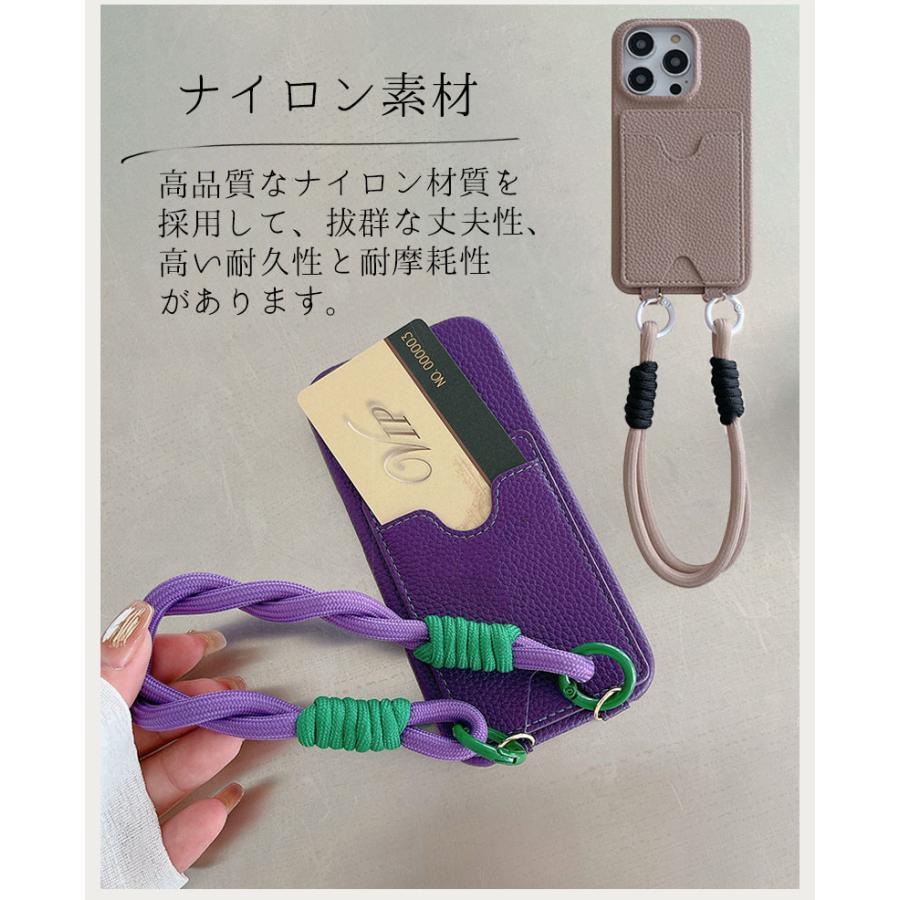 ナイロン素材
高品質なナイロン材質を
採用して、抜群な丈夫性、
高い耐久性と耐摩耗性
があります。
NO. 000003
VIP